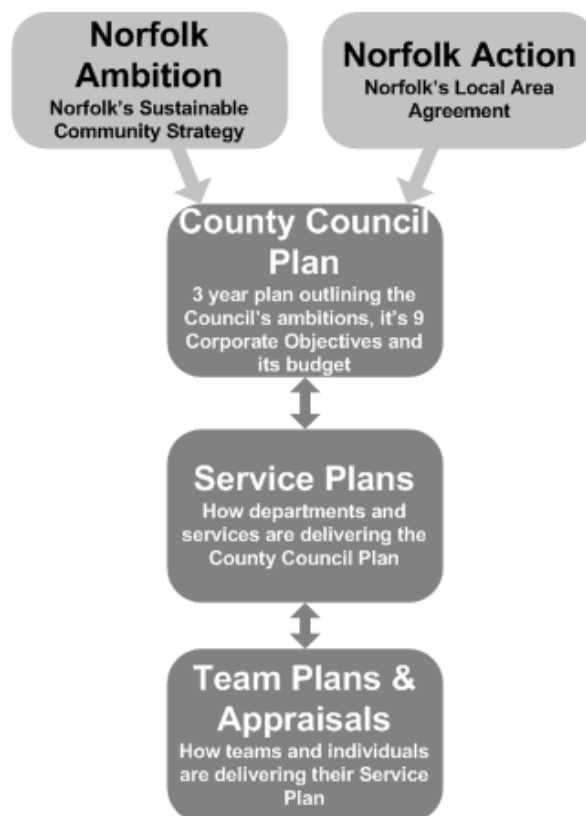 Norfolk
Ambition
Norfolk's Sustainable
Community Strategy
Norfolk Action
Norfolk's Local Area
Agreement
County Council
Plan
3 year plan outlining the
Council's ambitions, it's 9
Corporate Objectives and
its budget
Service Plans
How departments and
services are delivering the
County Council Plan
Team Plans &
Appraisals
How teams and individuals
are delivering their Service
Plan